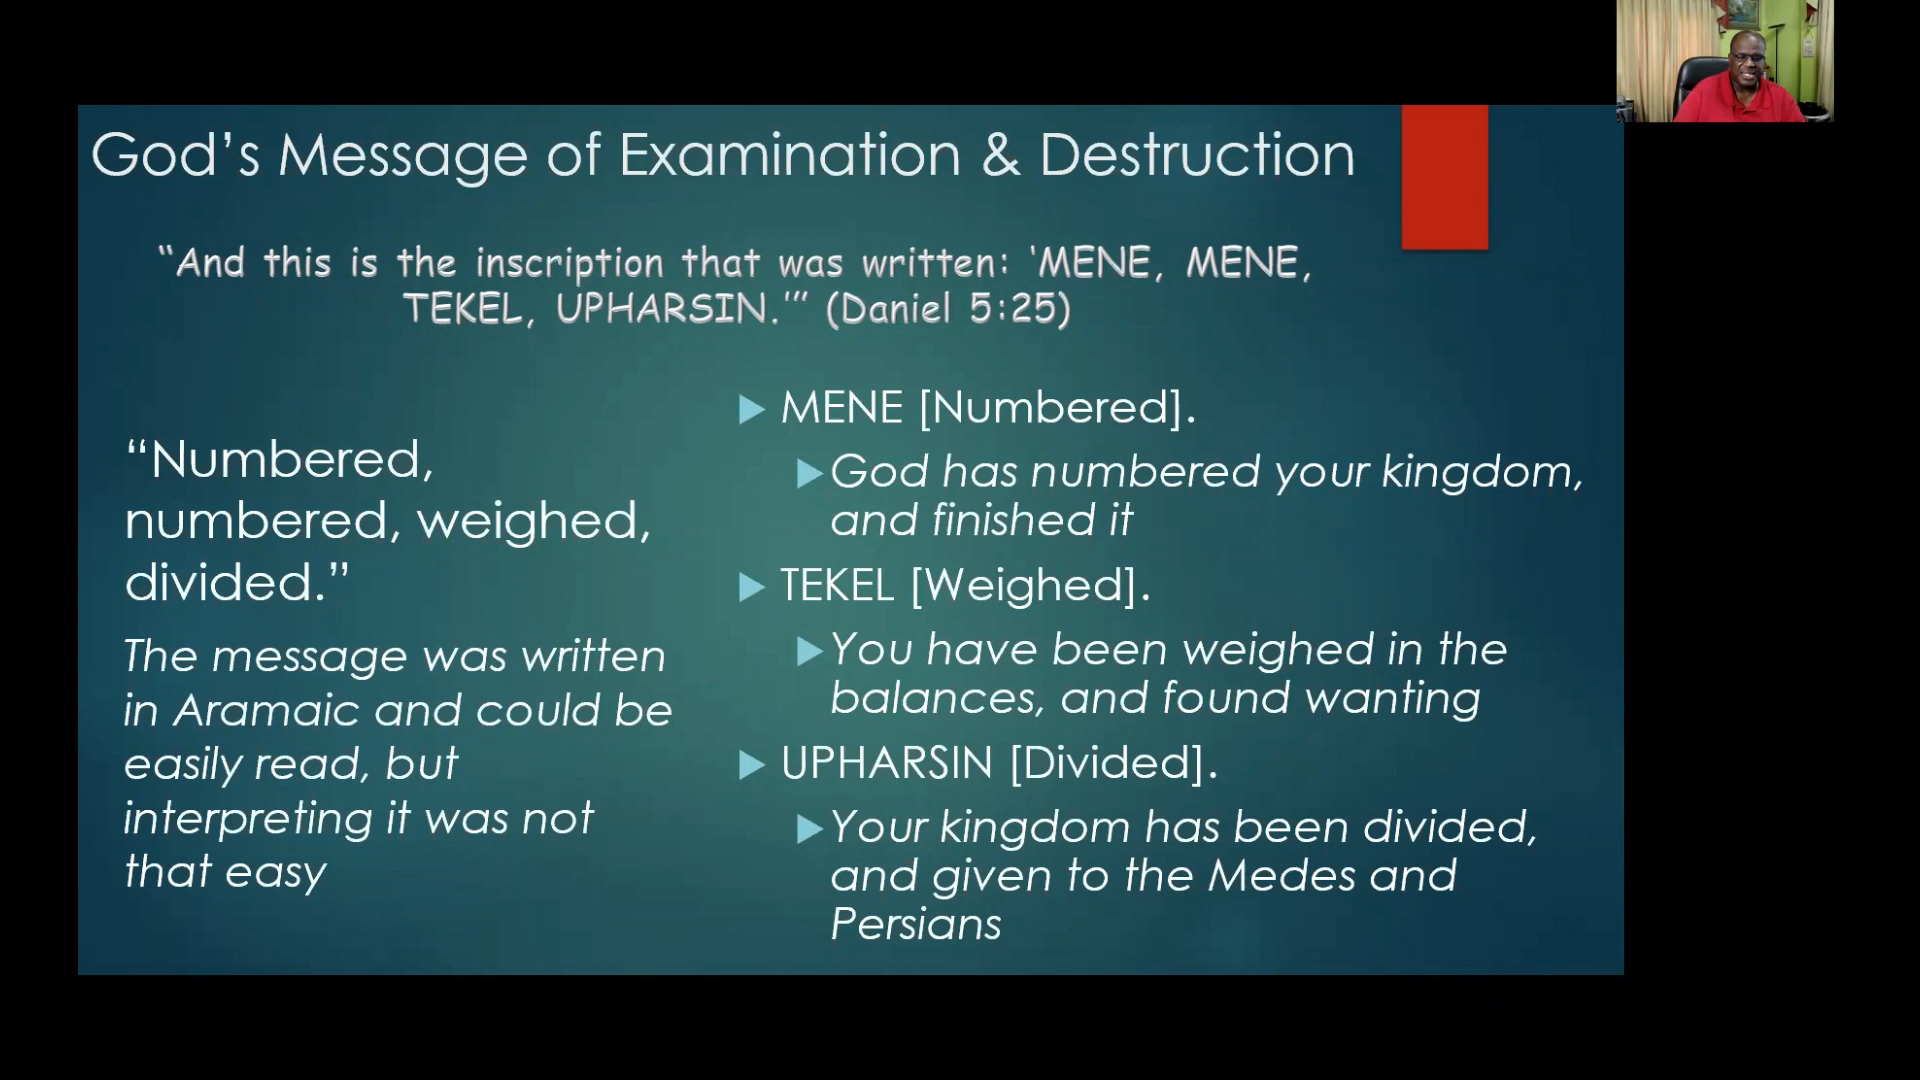 God’s Message of Examination & Destruction
“And this is the inscription that was written: ‘MENE, MENE,
TEKEL, UPHARSIN.’” (Daniel 5:25)
“Numbered,
numbered, weighed,
divided.”
The message was written
in Aramaic and could be
easily read, but
interpreting it was not
that easy
MENE [Numbered].
God has numbered your kingdom,
and finished it
TEKEL [Weighed].
You have been weighed in the
balances, and found wanting
UPHARSIN [Divided].
Your kingdom has been divided,
and given to the Medes and
Persians